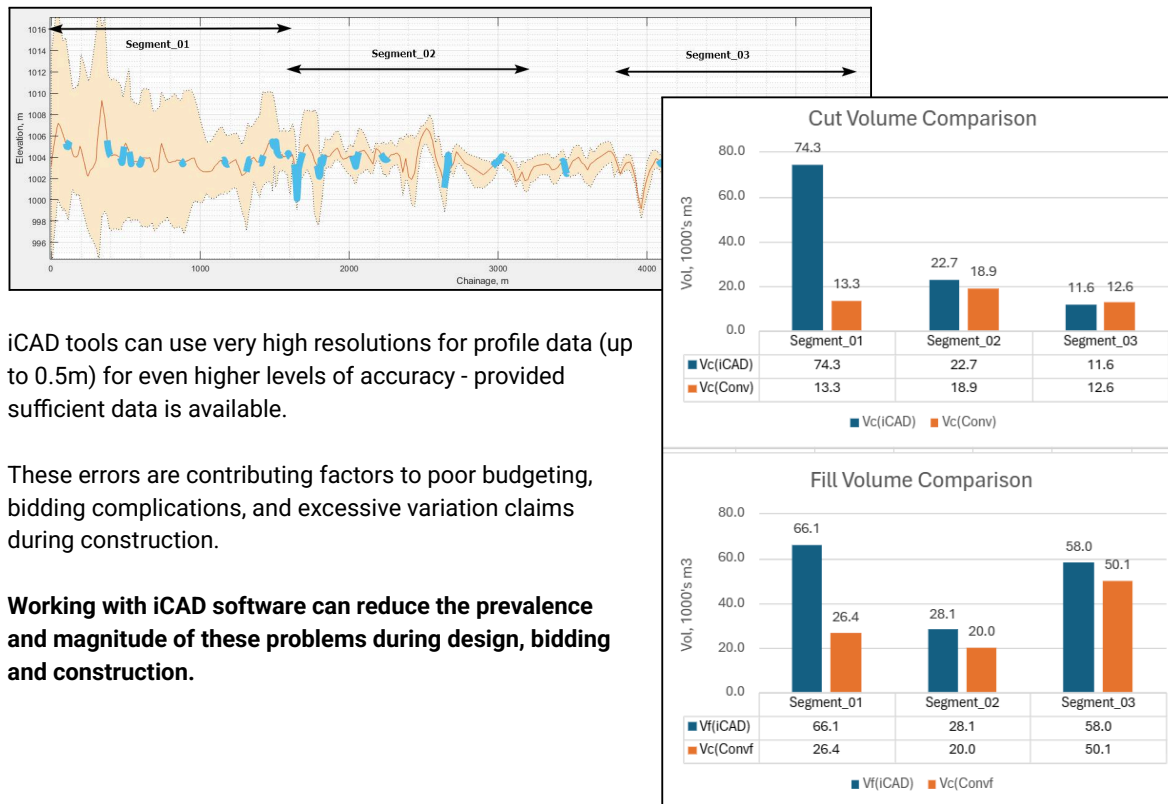 1016
1014
1012
1010
1008
1006
1004
1002
1000
998
996
Elevation, m
Segment_01
Segment_02
Segment_03
0
1000
2000
3000
4000
Chainage, m
iCAD tools can use very high resolutions for profile data (up
to 0.5m) for even higher levels of accuracy - provided
sufficient data is available.
These errors are contributing factors to poor budgeting,
bidding complications, and excessive variation claims
during construction.
Working with iCAD software can reduce the prevalence
and magnitude of these problems during design, bidding
and construction.
Cut Volume Comparison
Vol, 1000's m3
80.0
60.0
40.0
20.0
0.0
74.3
13.3
22.7
18.9
11.6
12.6
Segment_01 Segment_02 Segment_03
Vc(iCAD) 74.3 22.7 11.6
Vc(Conv) 13.3 18.9 12.6
Vc(iCAD) Vc(Conv)
Fill Volume Comparison
Vol, 1000's m3
80.0
60.0
40.0
20.0
0.0
66.1
26.4
28.1
20.0
58.0
50.1
Segment_01 Segment_02 Segment_03
Vf(iCAD) 66.1 28.1 58.0
Vc(Convf 26.4 20.0 50.1
Vf(iCAD) Vc(Convf